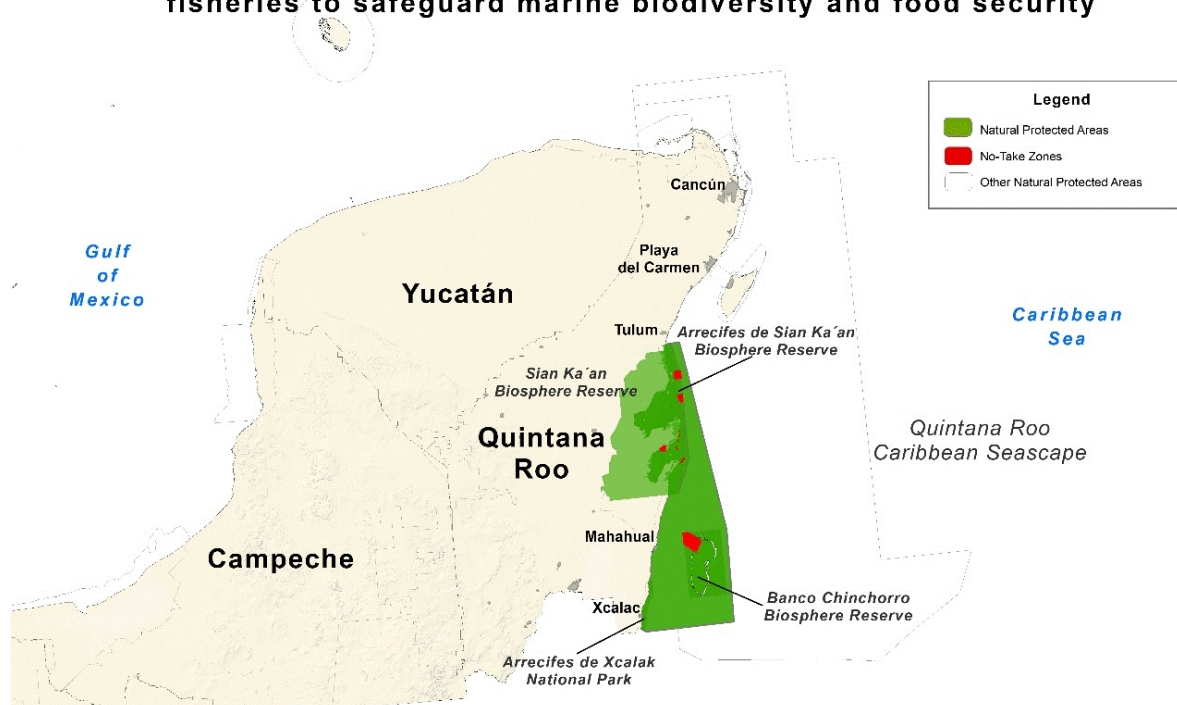 fisheries to safeguard marine biodiversity and food security
Legend
Natural Protected Areas
No-Take Zones
Other Natural Protected Areas
Cancún
Playa
del Carmen
Gulf
of
Mexico
Yucatán
Caribbean
Sea
Tulum
Arrecifes de Sian Ka´an
Biosphere Reserve
Sian Ka´an
Biosphere Reserve
Quintana
Roo
Quintana Roo
Caribbean Seascape
Mahahual
Campeche
Xcalac
Banco Chinchorro
Biosphere Reserve
Arrecifes de Xcalak
National Park